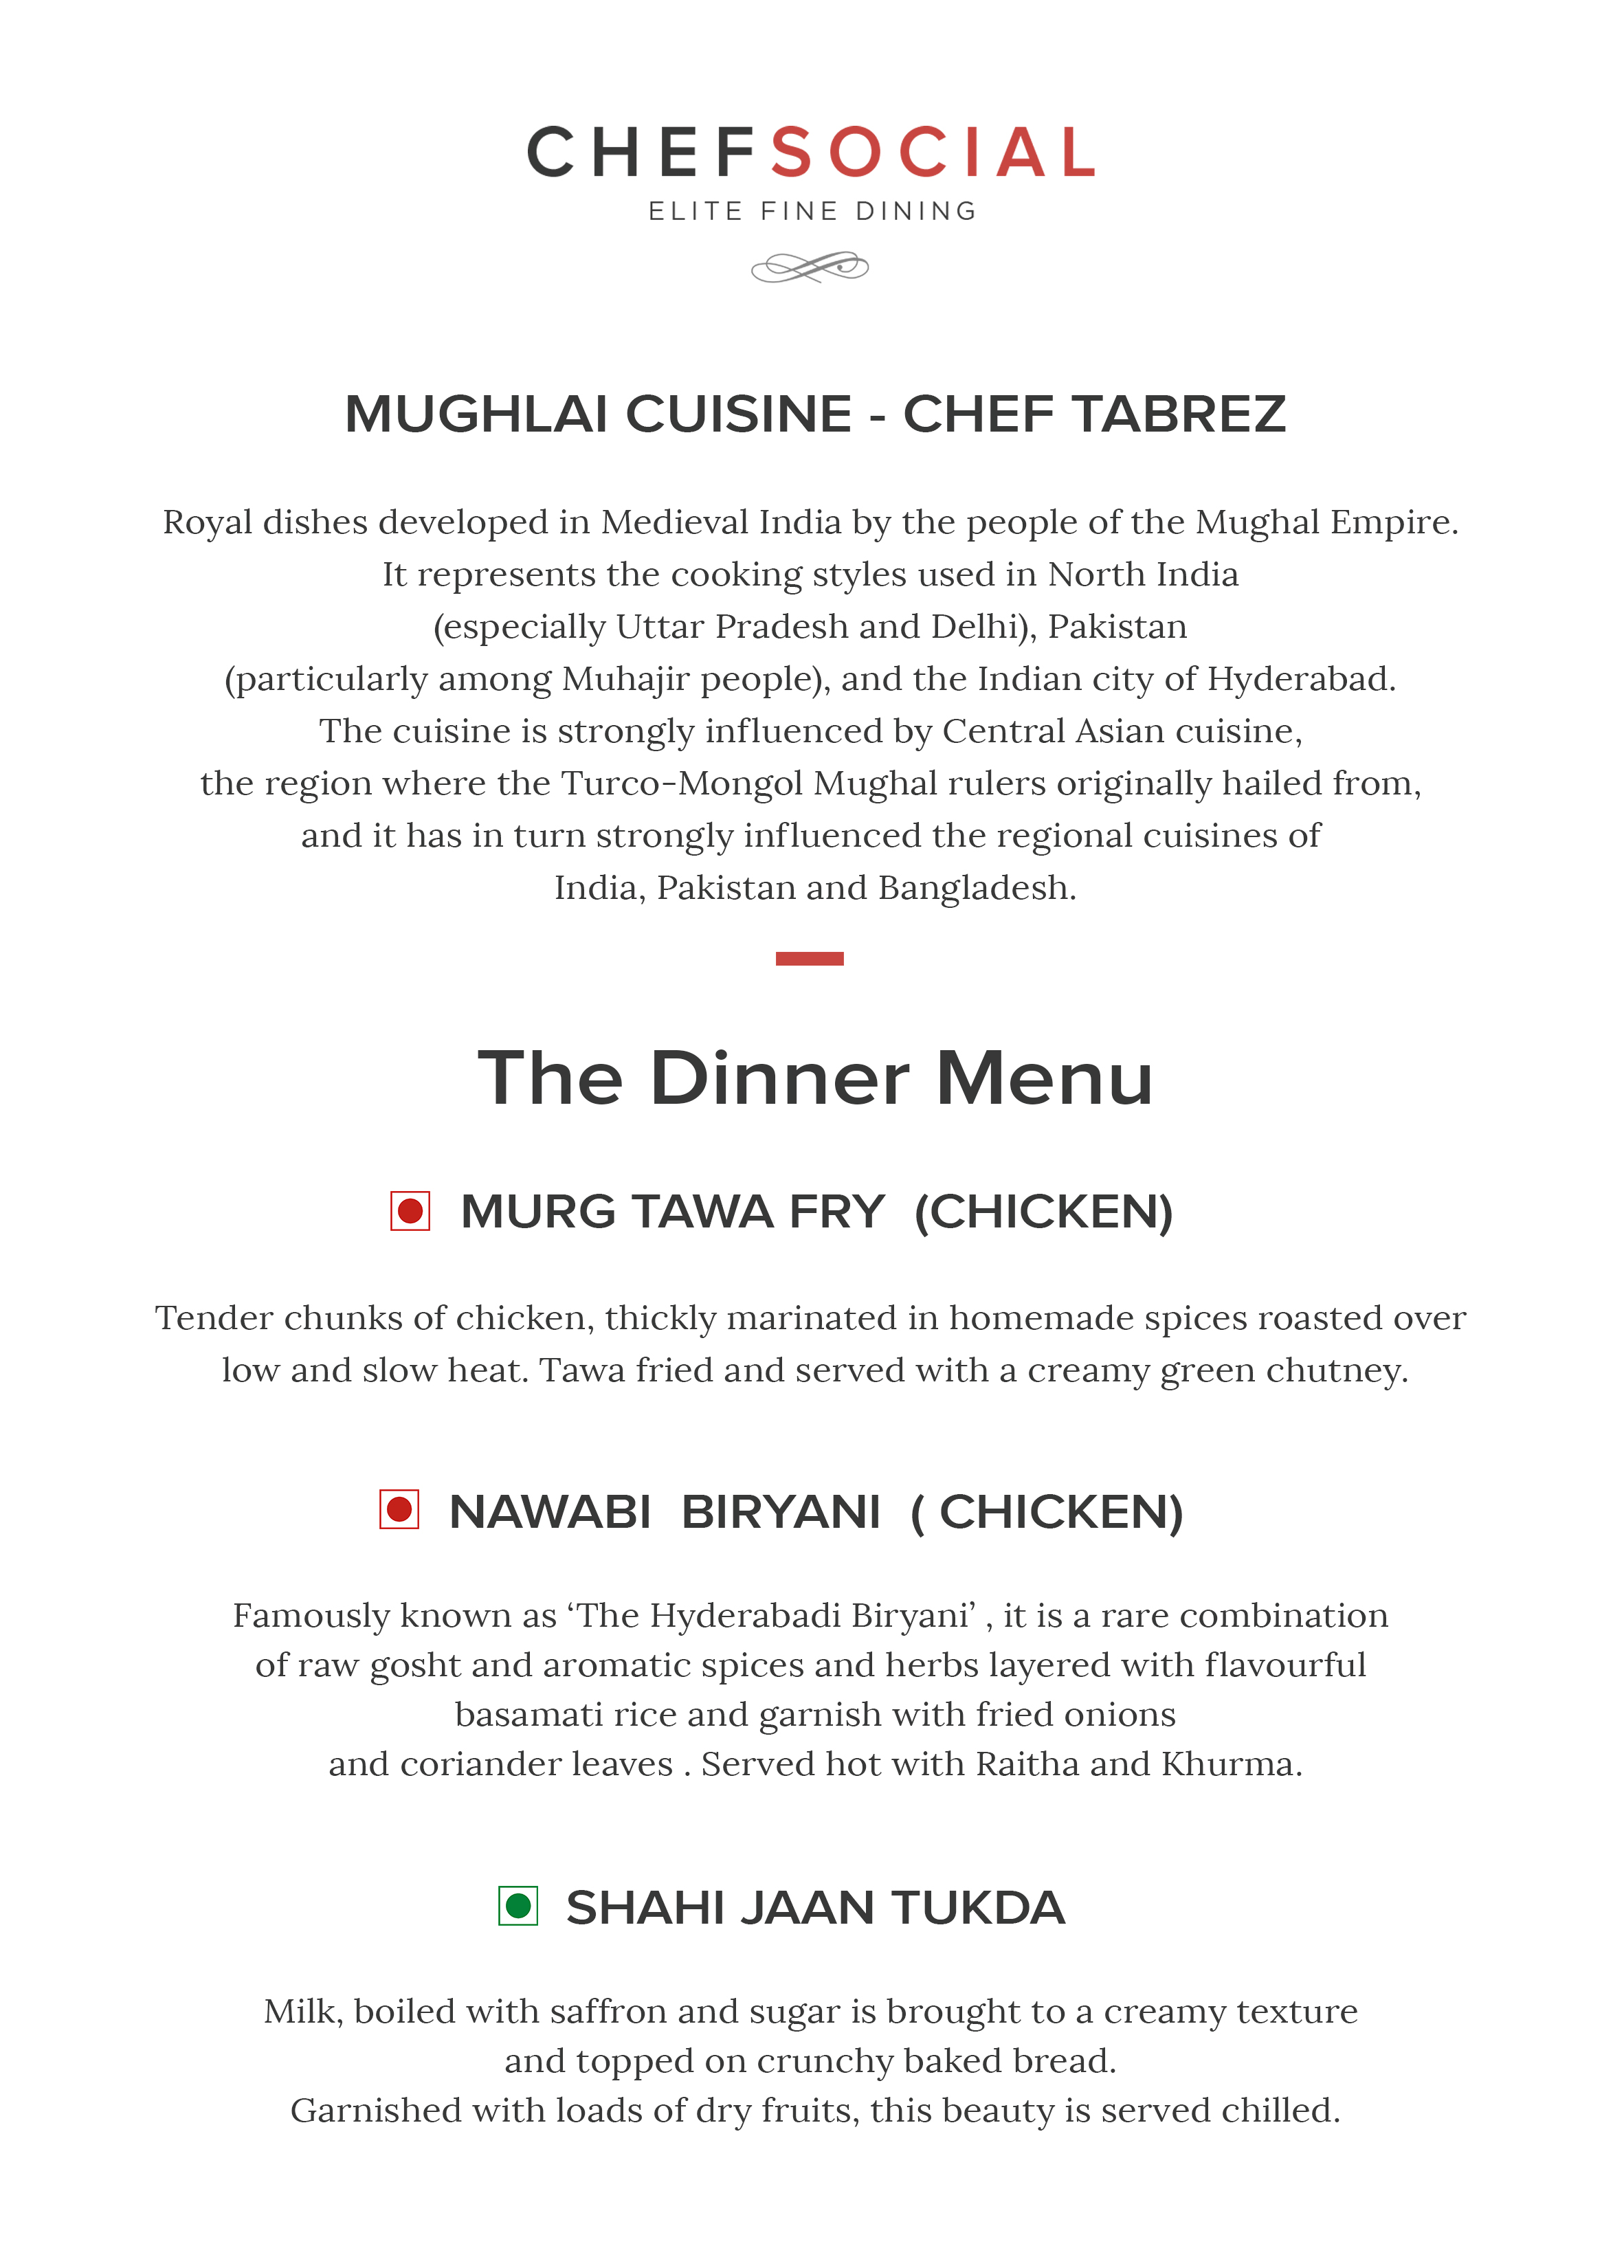 CHEFSOCIAL
ELITE FINE DINING
MUGHLAI CUISINE - CHEF TABREZ
Royal dishes developed in Medieval India by the people of the Mughal Empire.
It represents the cooking styles used in North India
(especially Uttar Pradesh and Delhi), Pakistan
(particularly among Muhajir people), and the Indian city of Hyderabad.
The cuisine is strongly influenced by Central Asian cuisine,
the region where the Turco-Mongol Mughal rulers originally hailed from,
and it has in turn strongly influenced the regional cuisines of
India, Pakistan and Bangladesh.
The Dinner Menu
MURG TAWA FRY (CHICKEN)
Tender chunks of chicken, thickly marinated in homemade spices roasted over
low and slow heat. Tawa fried and served with a creamy green chutney.
NAWABI BIRYANI ( CHICKEN)
Famously known as ‘The Hyderabadi Biryani’ , it is a rare combination
of raw gosht and aromatic spices and herbs layered with flavourful
basamati rice and garnish with fried onions
and coriander leaves . Served hot with Raitha and Khurma.
SHAHI JAAN TUKDA
Milk, boiled with saffron and sugar is brought to a creamy texture
and topped on crunchy baked bread.
Garnished with loads of dry fruits, this beauty is served chilled.